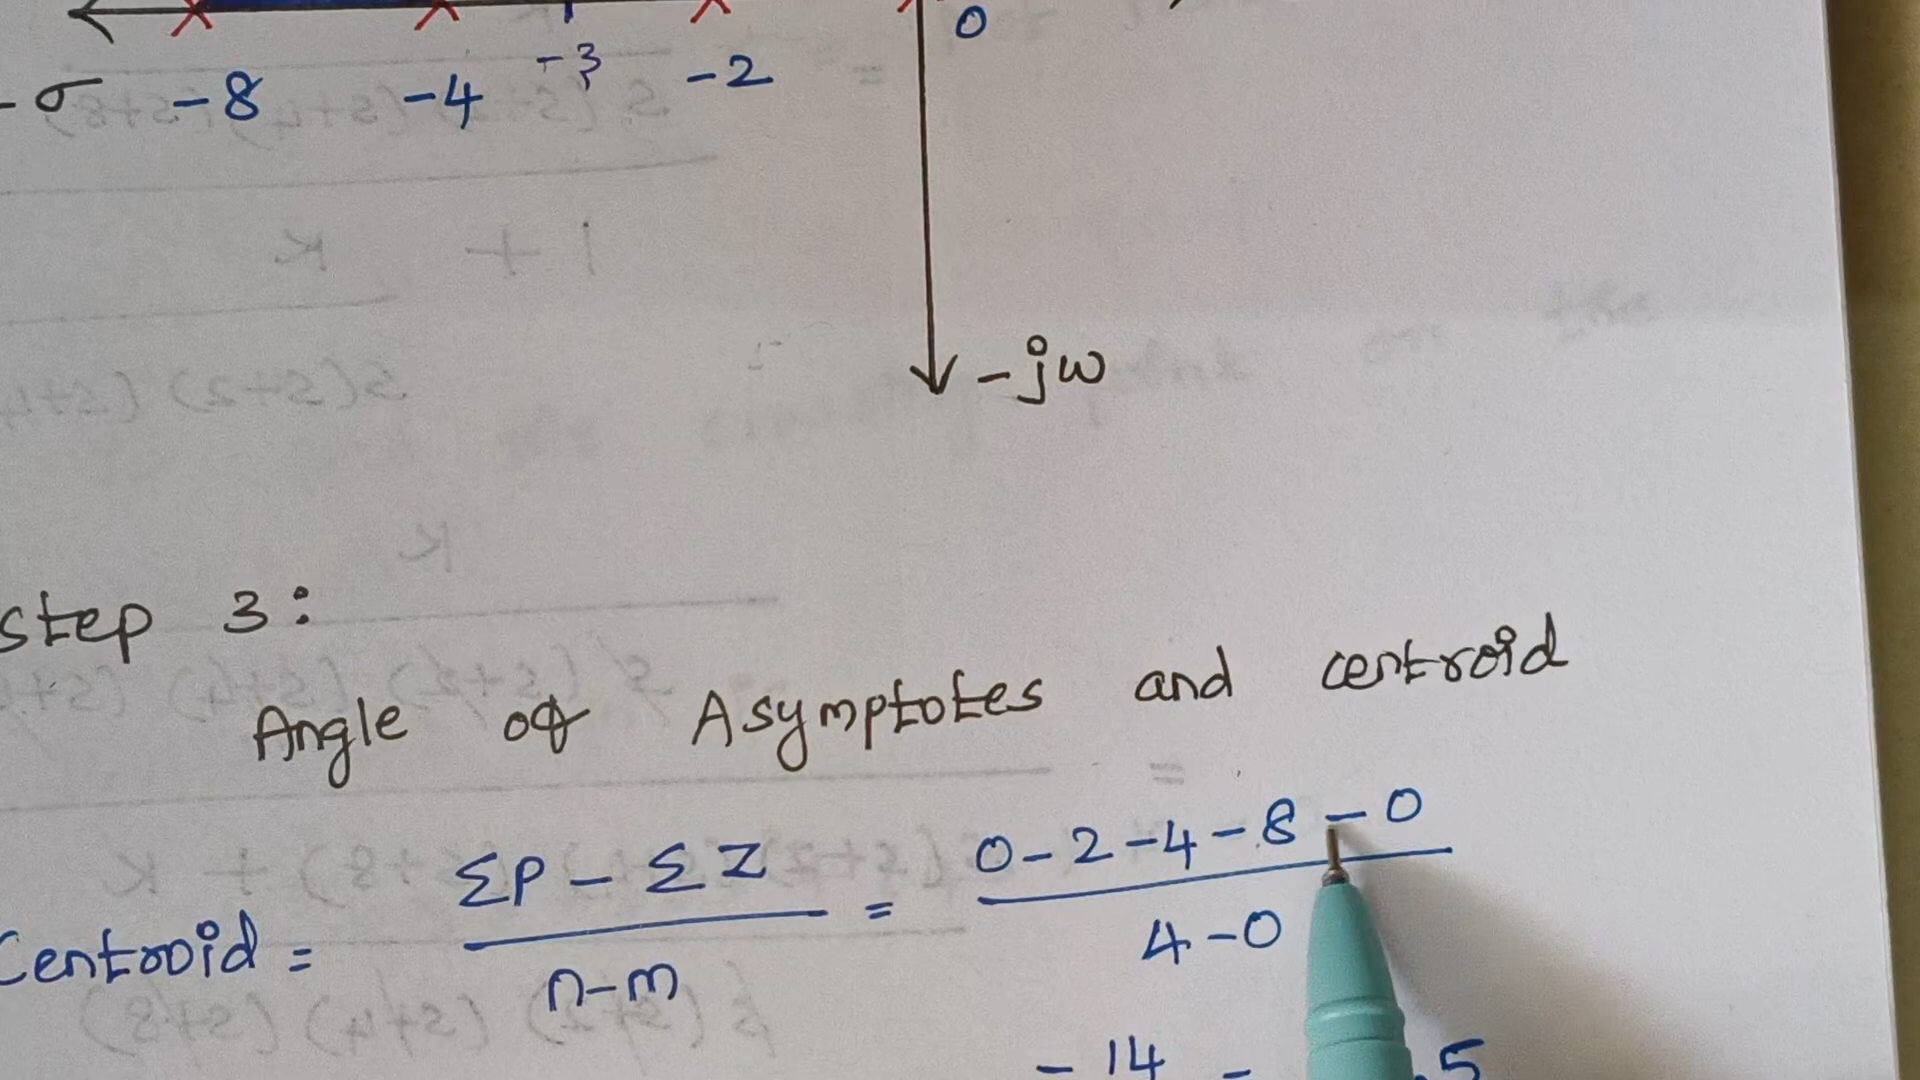 0
-σ -8 -4 -3 -2
-jω
Step 3:
Angle of Asymptotes and centroid
Centroid = ΣP - ΣZ / n-m = 0-2-4-8-0 / 4-0
-14 .5